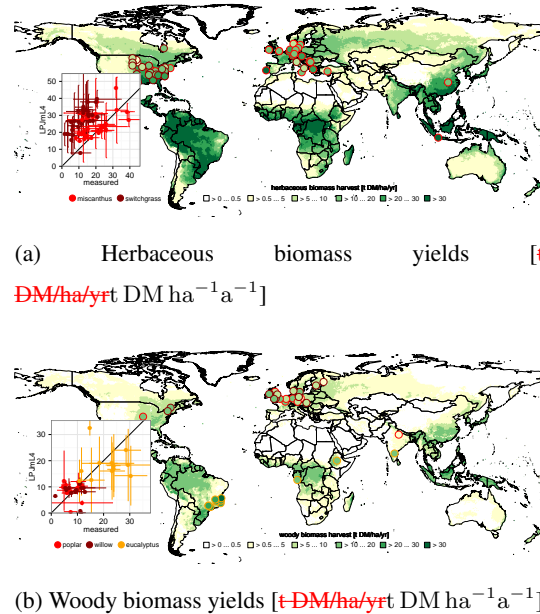 50
40
30
20
10
0
LPJmL4
0 10 20 30 40
measured
miscanthus switchgrass
herbaceous biomass harvest [t DM/ha/yr]
> 0 ... 0.5 > 0.5 ... 5 > 5 ... 10 > 10 ... 20 > 20 ... 30 > 30
(a) Herbaceous biomass yields [t
DM/ha/yrt DM ha⁻¹a⁻¹]
30
20
10
0
LPJmL4
0 10 20 30
measured
poplar willow eucalyptus
woody biomass harvest [t DM/ha/yr]
> 0 ... 0.5 > 0.5 ... 5 > 5 ... 10 > 10 ... 20 > 20 ... 30 > 30
(b) Woody biomass yields [t DM/ha/yrt DM ha⁻¹a⁻¹]